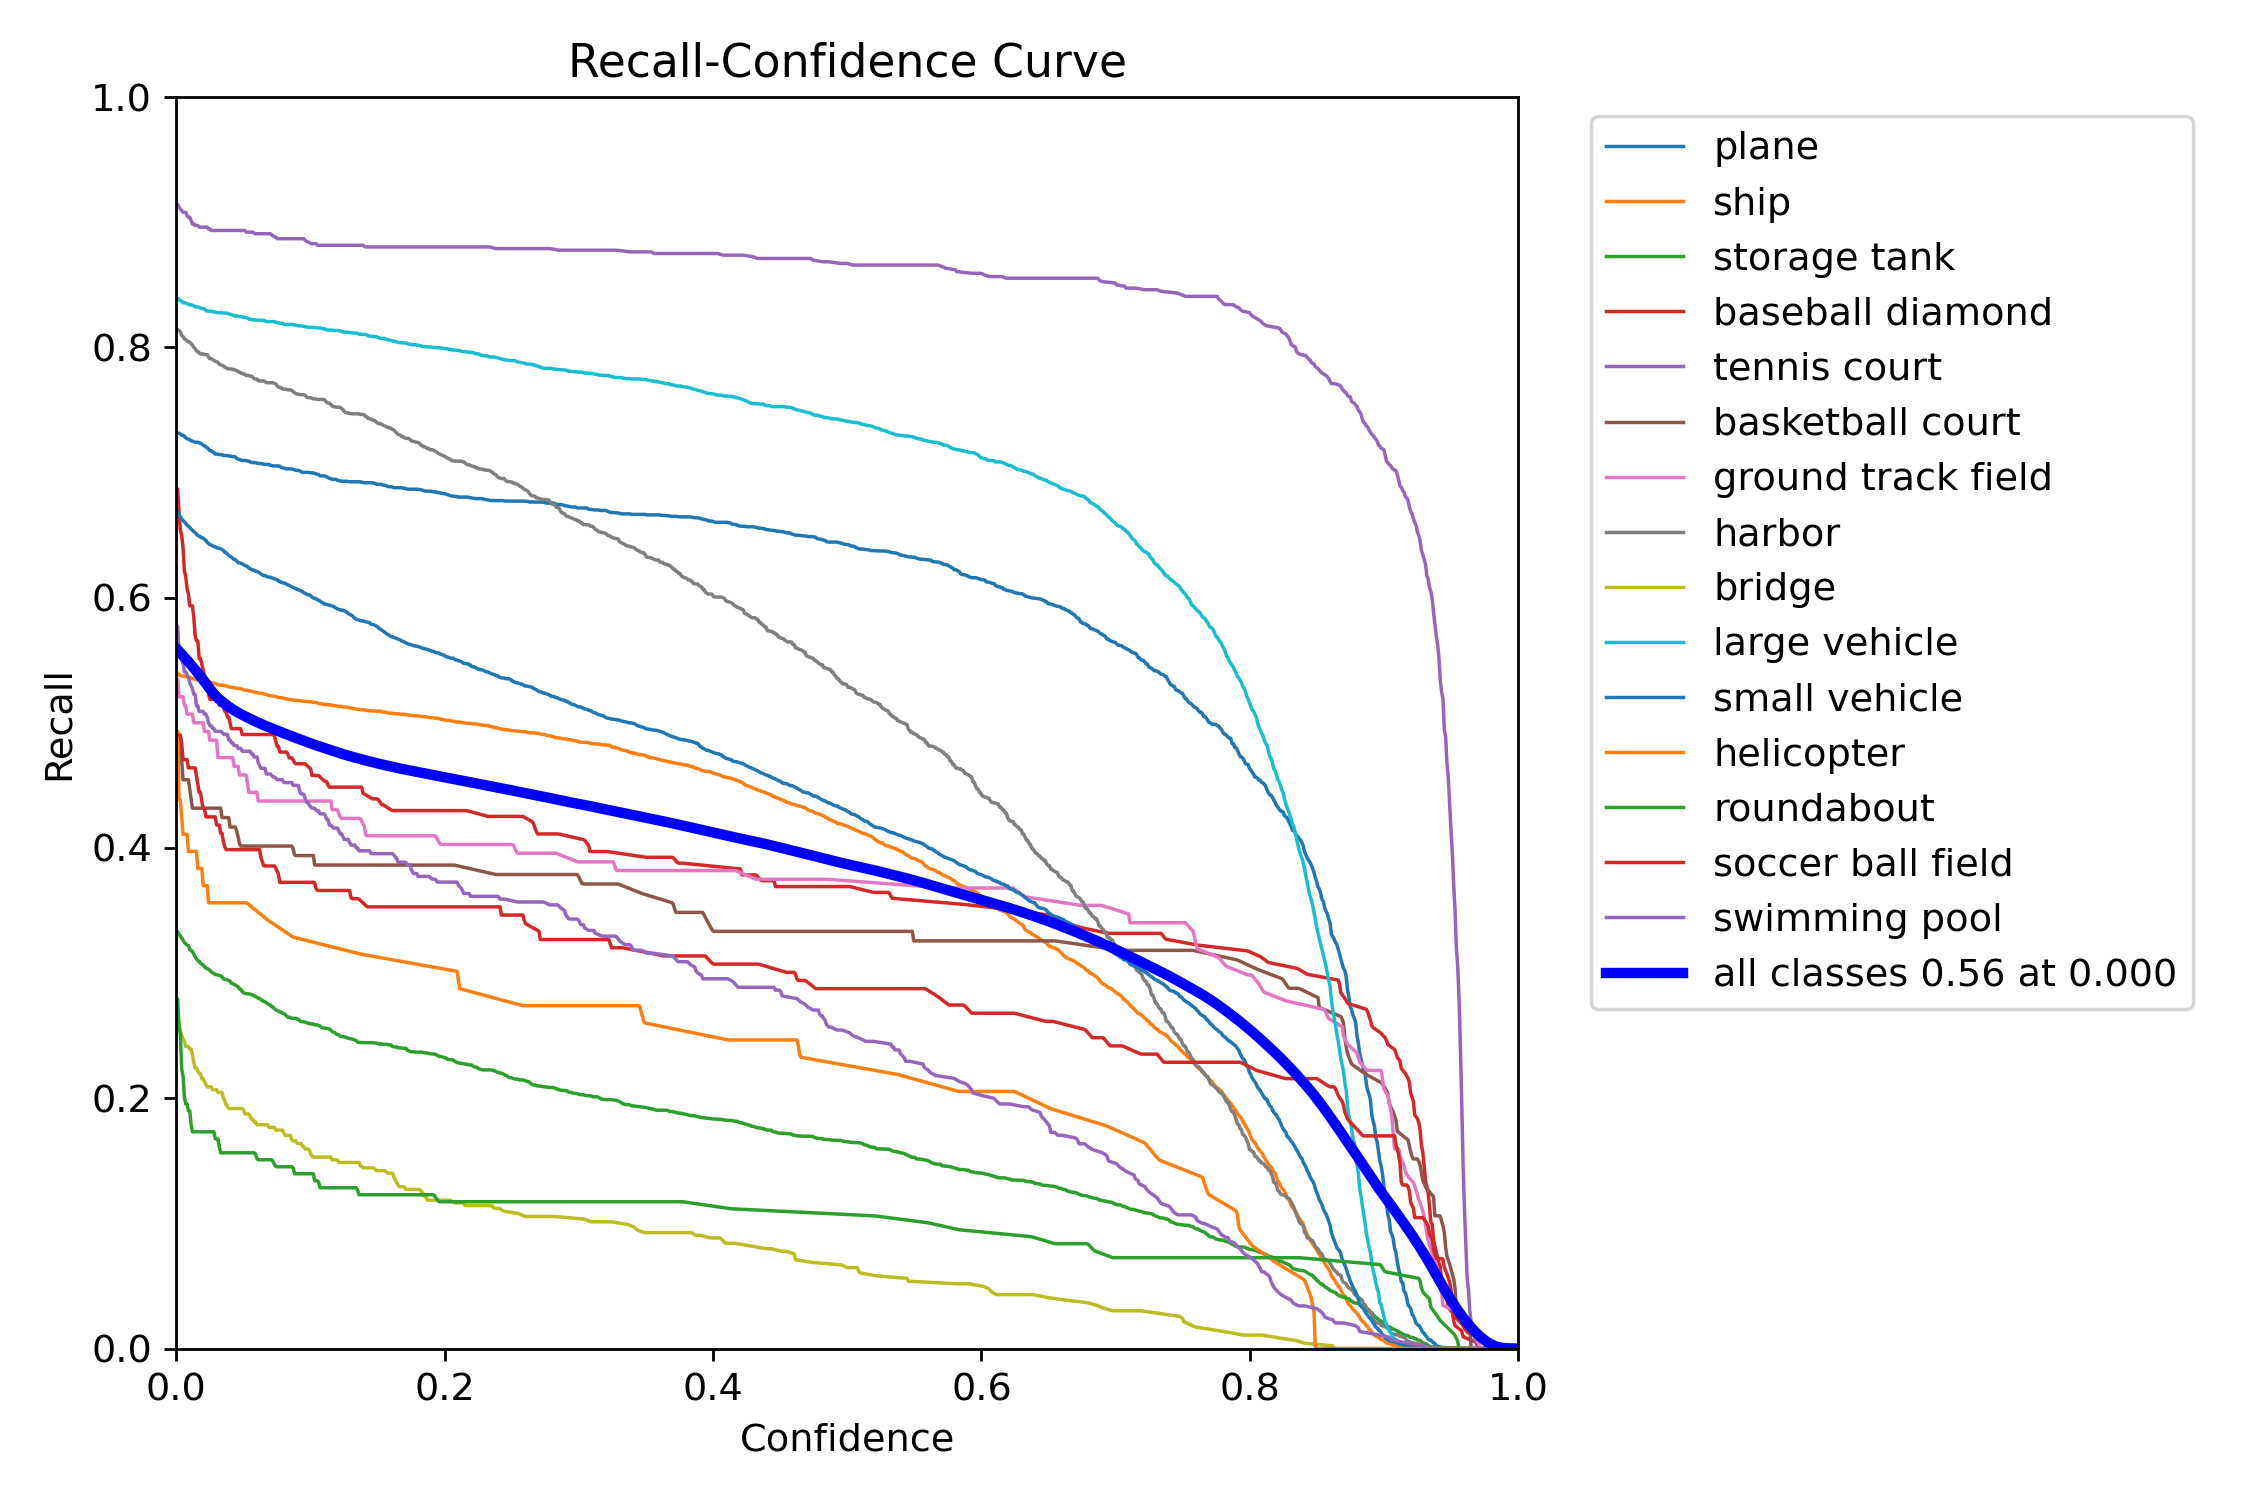 Recall-Confidence Curve
1.0
0.8
0.6
0.4
0.2
0.0
Recall
0.0 0.2 0.4 0.6 0.8 1.0
Confidence
plane
ship
storage tank
baseball diamond
tennis court
basketball court
ground track field
harbor
bridge
large vehicle
small vehicle
helicopter
roundabout
soccer ball field
swimming pool
all classes 0.56 at 0.000